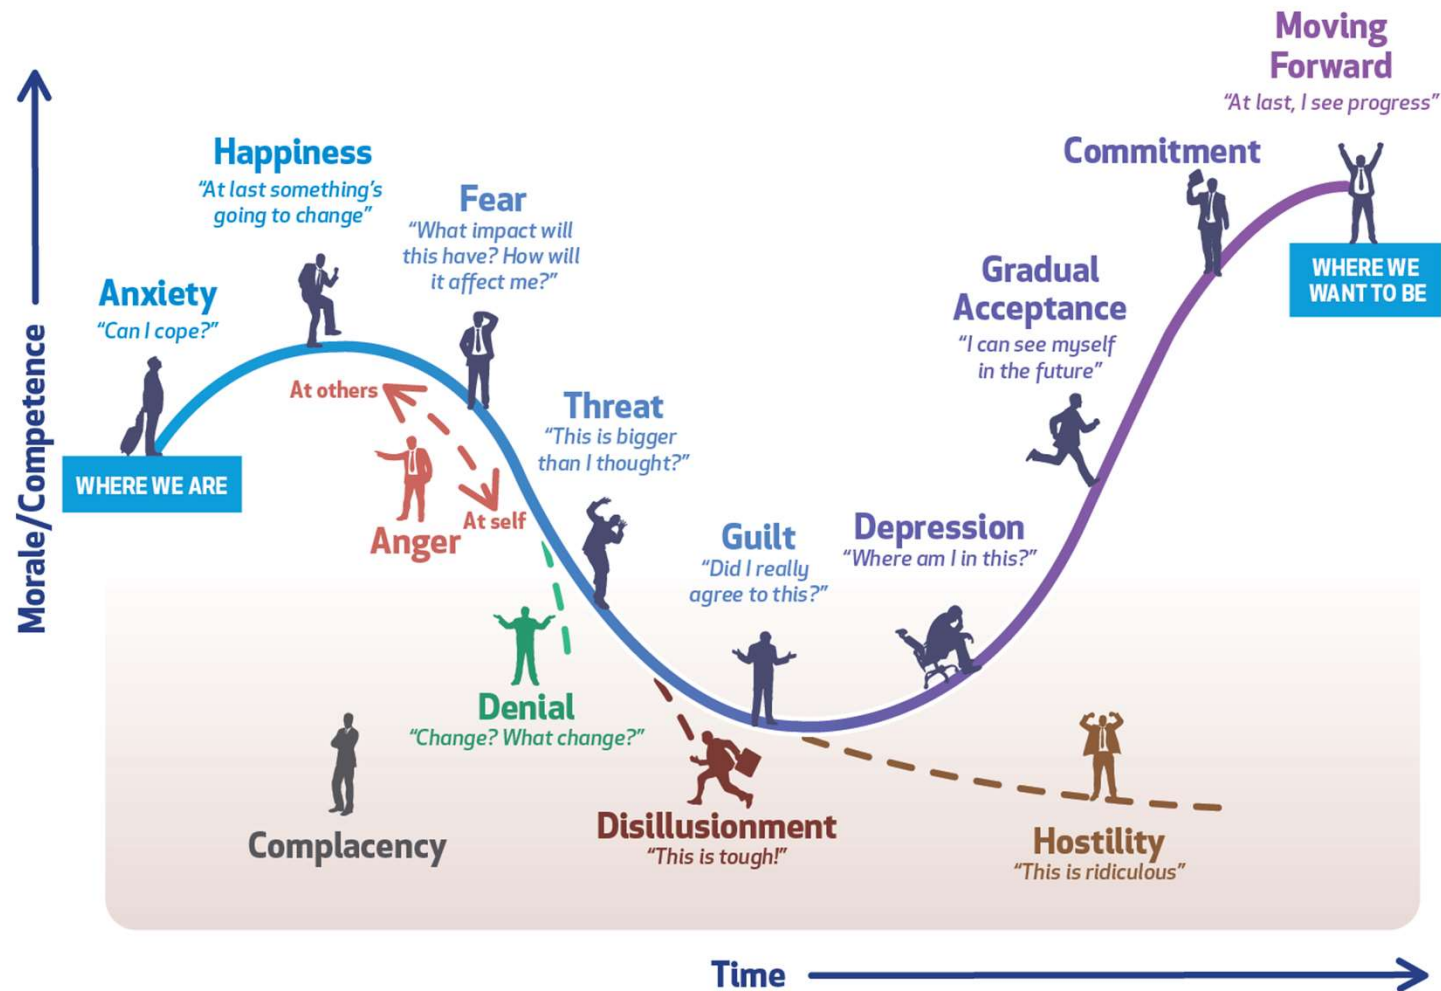 Moving
Forward
“At last, I see progress”
Commitment
Happiness
“At last something’s
going to change”
Fear
“What impact will
this have? How will
it affect me?”
WHERE WE
WANT TO BE
Gradual
Acceptance
“I can see myself
in the future”
Anxiety
“Can I cope?”
At others
Threat
“This is bigger
than I thought?”
WHERE WE ARE
At self
Anger
Guilt
“Did I really
agree to this?”
Depression
“Where am I in this?”
Morale/Competence
Denial
“Change? What change?”
Complacency
Disillusionment
“This is tough!”
Hostility
“This is ridiculous”
Time